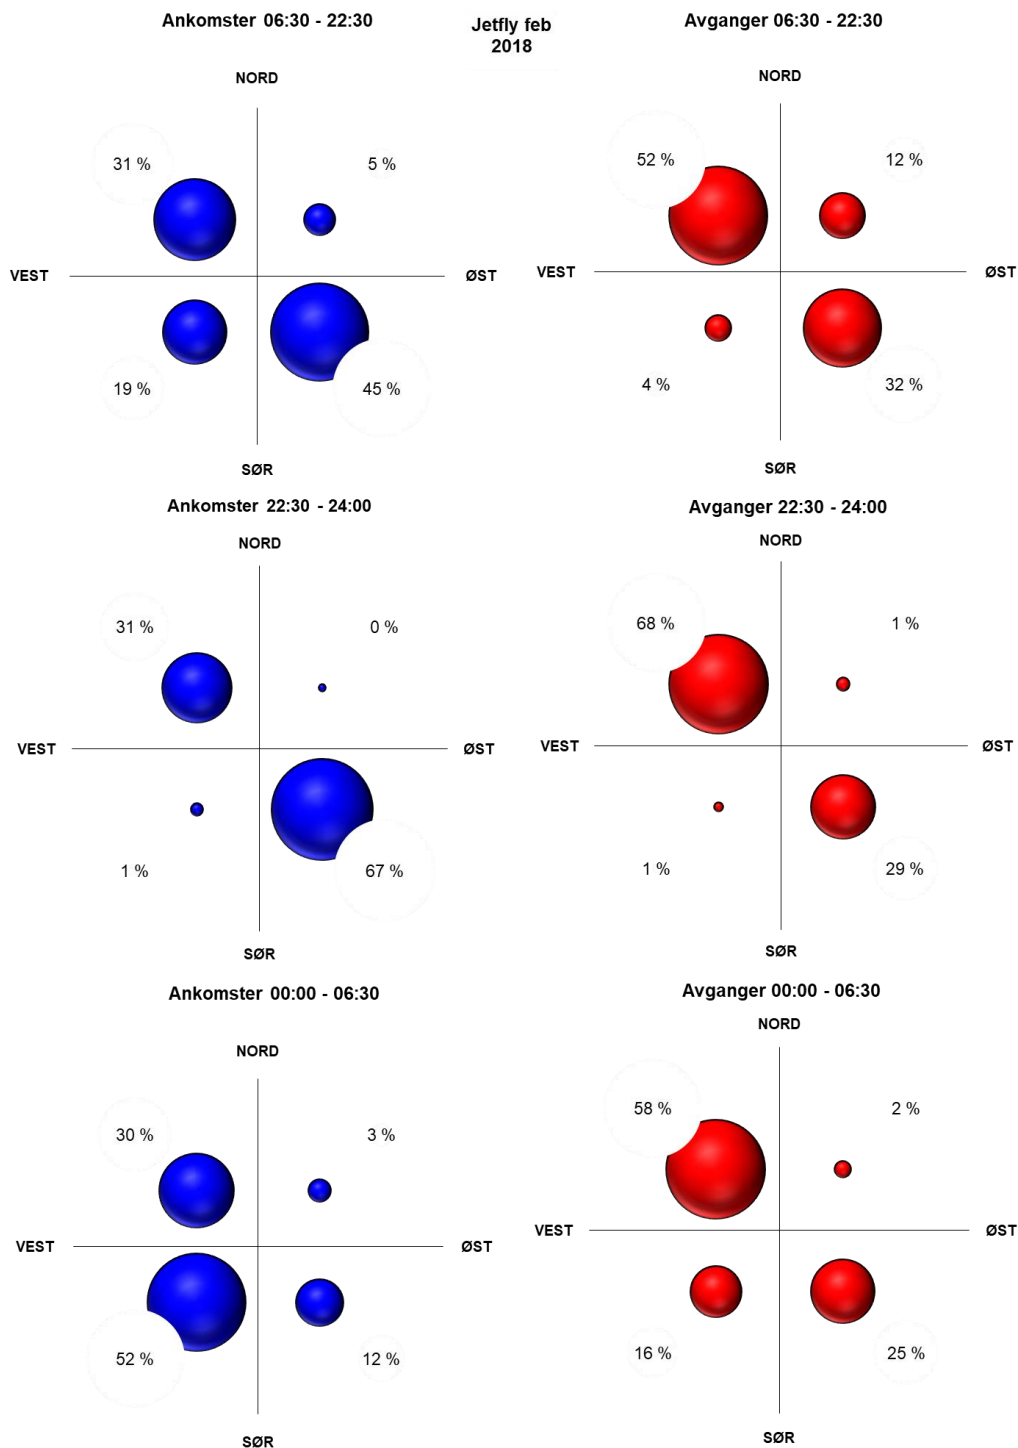 Ankomster 06:30 - 22:30
Jetfly feb
2018
Avganger 06:30 - 22:30
NORD
31 %
5 %
VEST
ØST
19 %
45 %
SØR
NORD
52 %
12 %
VEST
ØST
4 %
32 %
SØR
Ankomster 22:30 - 24:00
NORD
31 %
0 %
VEST
ØST
1 %
67 %
SØR
Avganger 22:30 - 24:00
NORD
68 %
1 %
VEST
ØST
1 %
29 %
SØR
Ankomster 00:00 - 06:30
NORD
30 %
3 %
VEST
ØST
52 %
12 %
SØR
Avganger 00:00 - 06:30
NORD
58 %
2 %
VEST
ØST
16 %
25 %
SØR